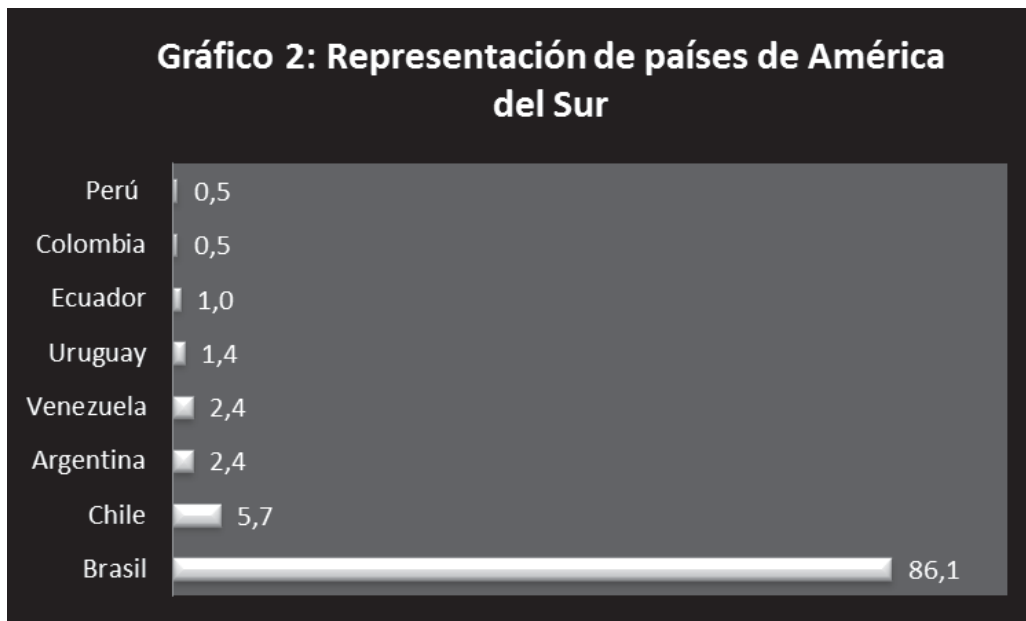 Gráfico 2: Representación de países de América
del Sur
Perú 0,5
Colombia 0,5
Ecuador 1,0
Uruguay 1,4
Venezuela 2,4
Argentina 2,4
Chile 5,7
Brasil 86,1